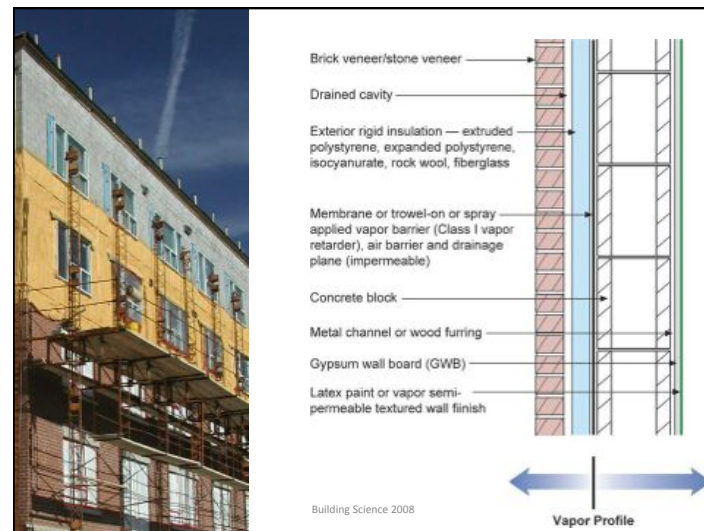 Brick veneer/stone veneer
Drained cavity
Exterior rigid insulation — extruded
polystyrene, expanded polystyrene,
isocyanurate, rock wool, fiberglass
Membrane or trowel-on or spray
applied vapor barrier (Class I vapor
retarder), air barrier and drainage
plane (impermeable)
Concrete block
Metal channel or wood furring
Gypsum wall board (GWB)
Latex paint or vapor semi-
permeable textured wall fiinish
Building Science 2008
Vapor Profile